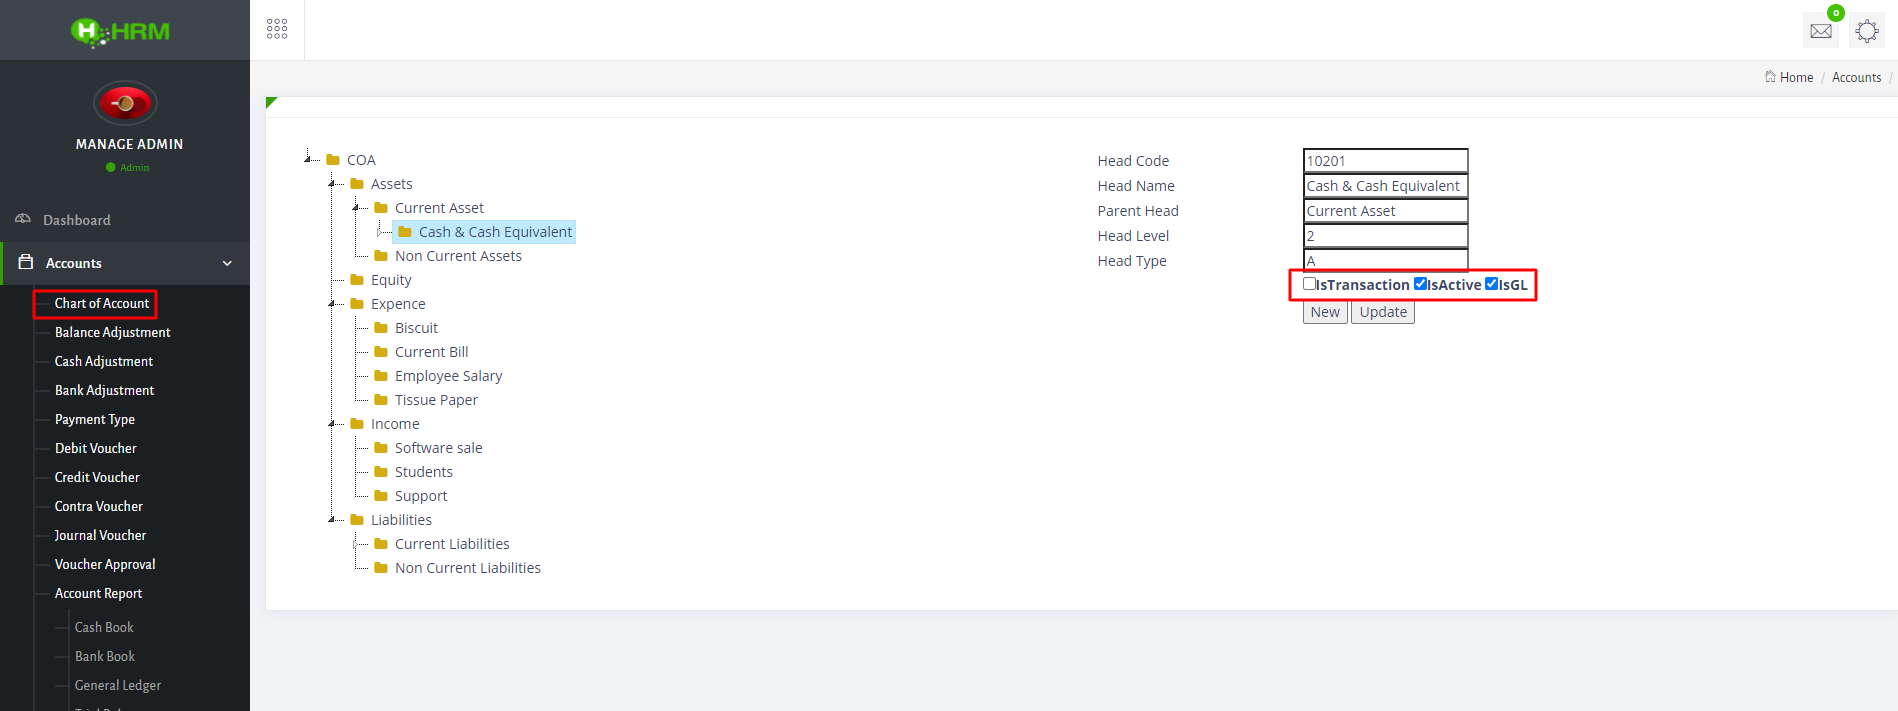 HRM
0
Home / Accounts /
MANAGE ADMIN
Admin
Dashboard
Accounts
Chart of Account
Balance Adjustment
Cash Adjustment
Bank Adjustment
Payment Type
Debit Voucher
Credit Voucher
Contra Voucher
Journal Voucher
Voucher Approval
Account Report
Cash Book
Bank Book
General Ledger
COA
Assets
Current Asset
Cash & Cash Equivalent
Non Current Assets
Equity
Expence
Biscuit
Current Bill
Employee Salary
Tissue Paper
Income
Software sale
Students
Support
Liabilities
Current Liabilities
Non Current Liabilities
Head Code 10201
Head Name Cash & Cash Equivalent
Parent Head Current Asset
Head Level 2
Head Type A
IsTransaction IsActive IsGL
New Update